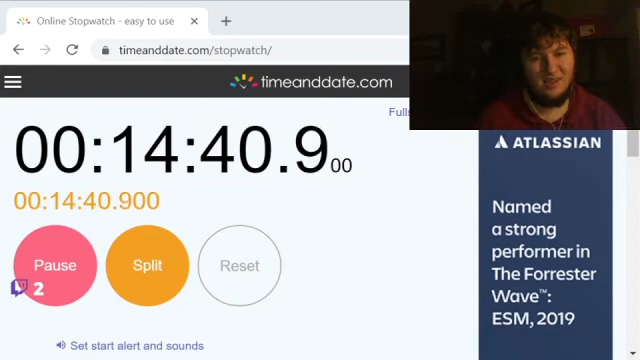 Online Stopwatch - easy to use
timeanddate.com/stopwatch/
timeanddate.com
Fulls
00:14:40.900
00:14:40.900
Pause
Split
Reset
2
Set start alert and sounds
ATLASSIAN
Named
a strong
performer in
The Forrester
Wave™:
ESM, 2019